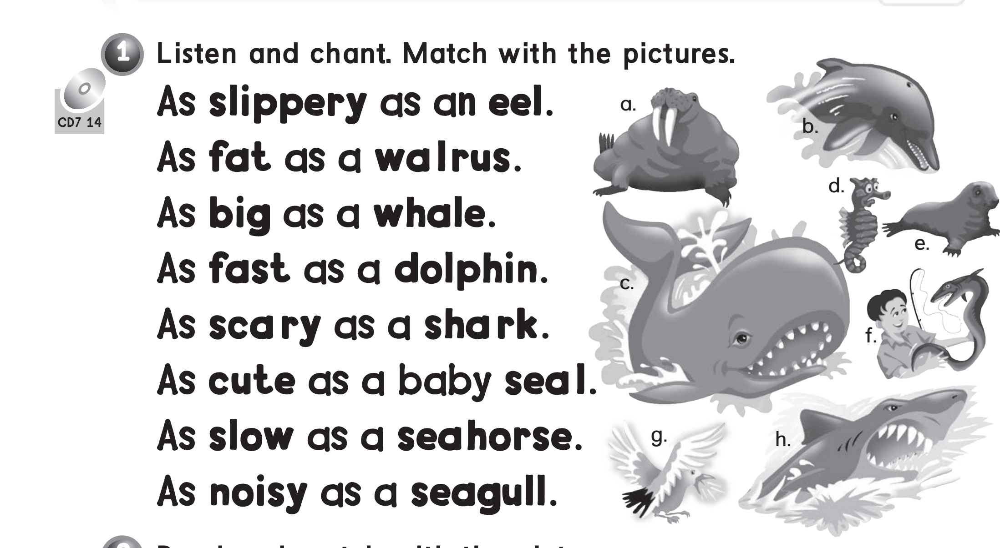 1 Listen and chant. Match with the pictures.
CD7 14
As slippery as an eel.
As fat as a walrus.
As big as a whale.
As fast as a dolphin.
As scary as a shark.
As cute as a baby seal.
As slow as a seahorse.
As noisy as a seagull.
a.
b.
c.
d.
e.
f.
g.
h.